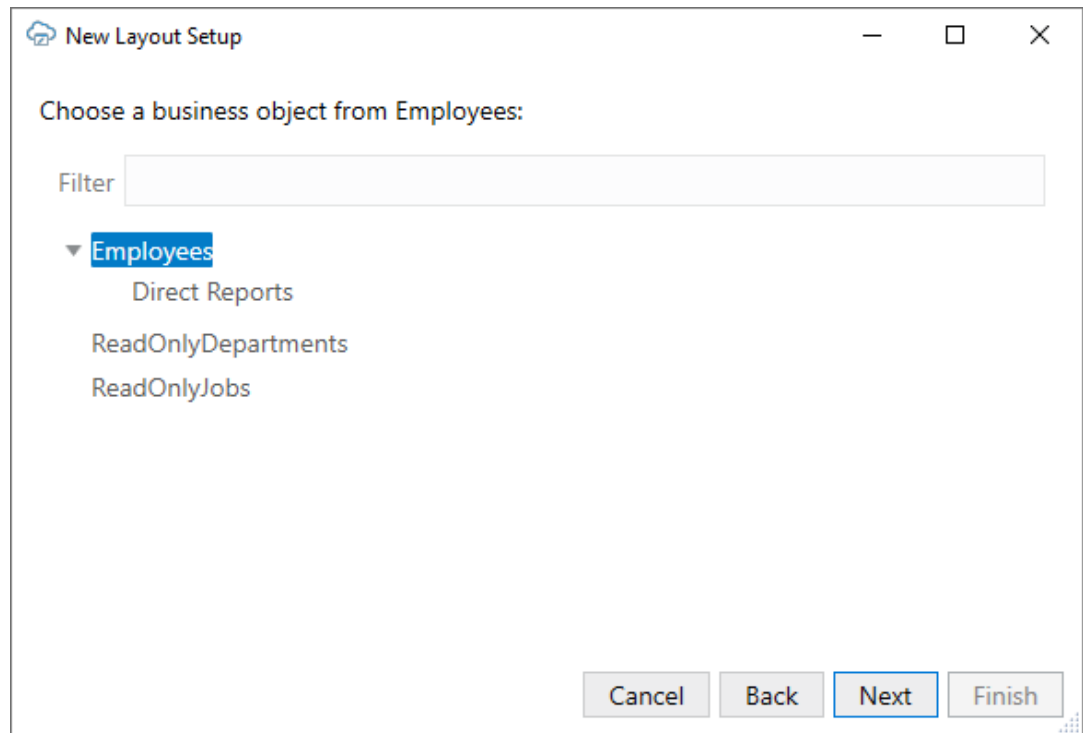 New Layout Setup
Choose a business object from Employees:
Filter
Employees
Direct Reports
ReadOnlyDepartments
ReadOnlyJobs
Cancel Back Next Finish